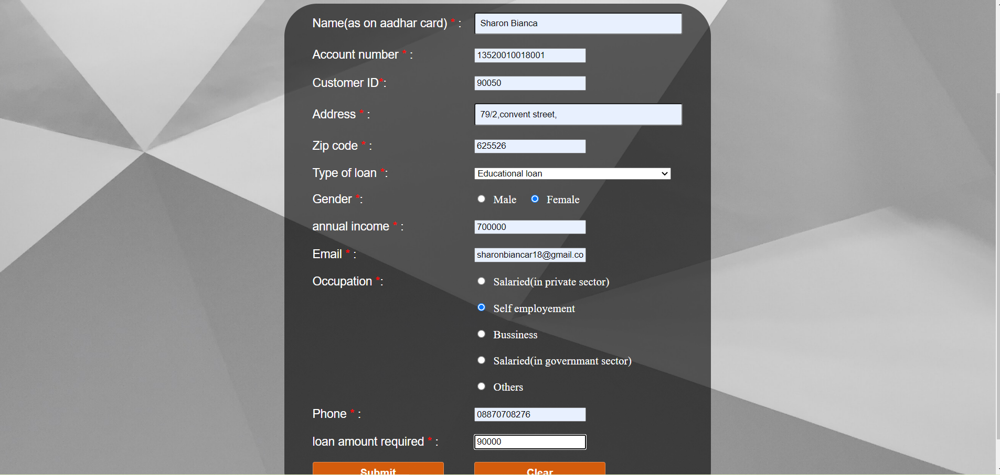 Name(as on aadhar card) * : Sharon Bianca
Account number * : 13520010018001
Customer ID*: 90050
Address * : 79/2,convent street,
Zip code * : 625526
Type of loan *: Educational loan
Gender *: Male Female
annual income * : 700000
Email * : sharonbiancar18@gmail.co
Occupation *: Salaried(in private sector)
Self employement
Bussiness
Salaried(in governmant sector)
Others
Phone * : 08870708276
loan amount required * : 90000
Submit Clear